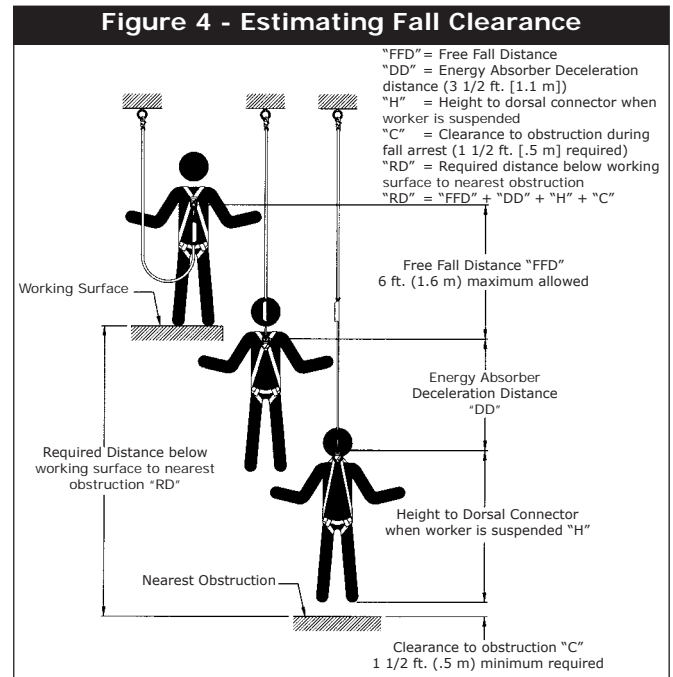 Figure 4 - Estimating Fall Clearance
“FFD” = Free Fall Distance
“DD” = Energy Absorber Deceleration
distance (3 1/2 ft. [1.1 m])
“H” = Height to dorsal connector when
worker is suspended
“C” = Clearance to obstruction during
fall arrest (1 1/2 ft. [.5 m] required)
“RD” = Required distance below working
surface to nearest obstruction
“RD” = “FFD” + “DD” + “H” + “C”
Free Fall Distance “FFD”
6 ft. (1.6 m) maximum allowed
Working Surface
Energy Absorber
Deceleration Distance
“DD”
Required Distance below
working surface to nearest
obstruction “RD”
Height to Dorsal Connector
when worker is suspended “H”
Nearest Obstruction
Clearance to obstruction “C”
1 1/2 ft. (.5 m) minimum required